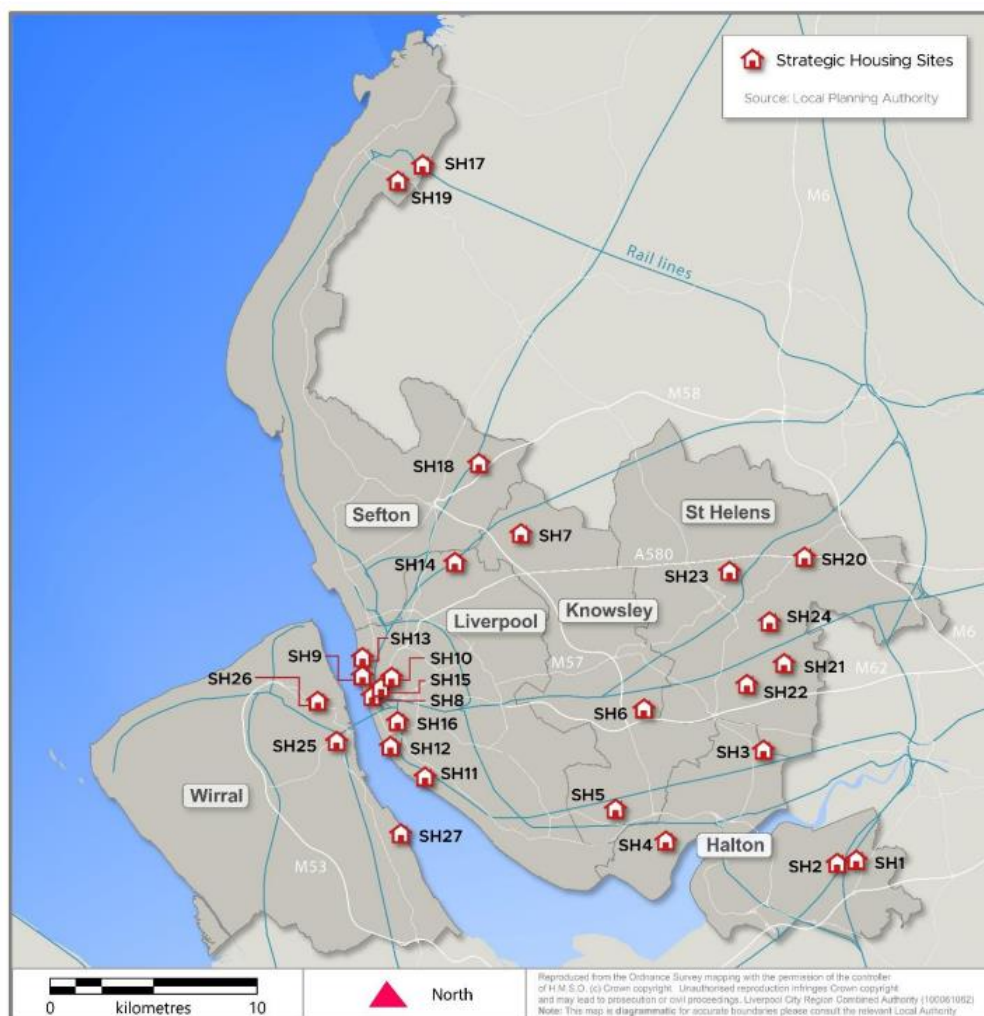 Strategic Housing Sites
Source: Local Planning Authority
SH17
SH19
M6
Rail lines
M58
SH18
Sefton
St Helens
SH7
SH14
A580
SH20
SH23
Knowsley
Liverpool
SH24
SH13
M6
SH9
SH10
M57
SH21
M62
SH26
SH15
SH22
SH8
SH6
SH16
SH25
SH12
SH3
SH11
Wirral
SH5
SH27
SH4
Halton
SH2
SH1
M53
0
10
kilometres
North
Reproduced from the Ordnance Survey mapping with the permission of the controller
of H.M.S.O. (c) Crown copyright. Unauthorised reproduction infringes Crown copyright
and may lead to prosecution or civil proceedings. Liverpool City Region Combined Authority (100061062)
Note: This map is diagrammatic for accurate boundaries please consult the relevant Local Authority